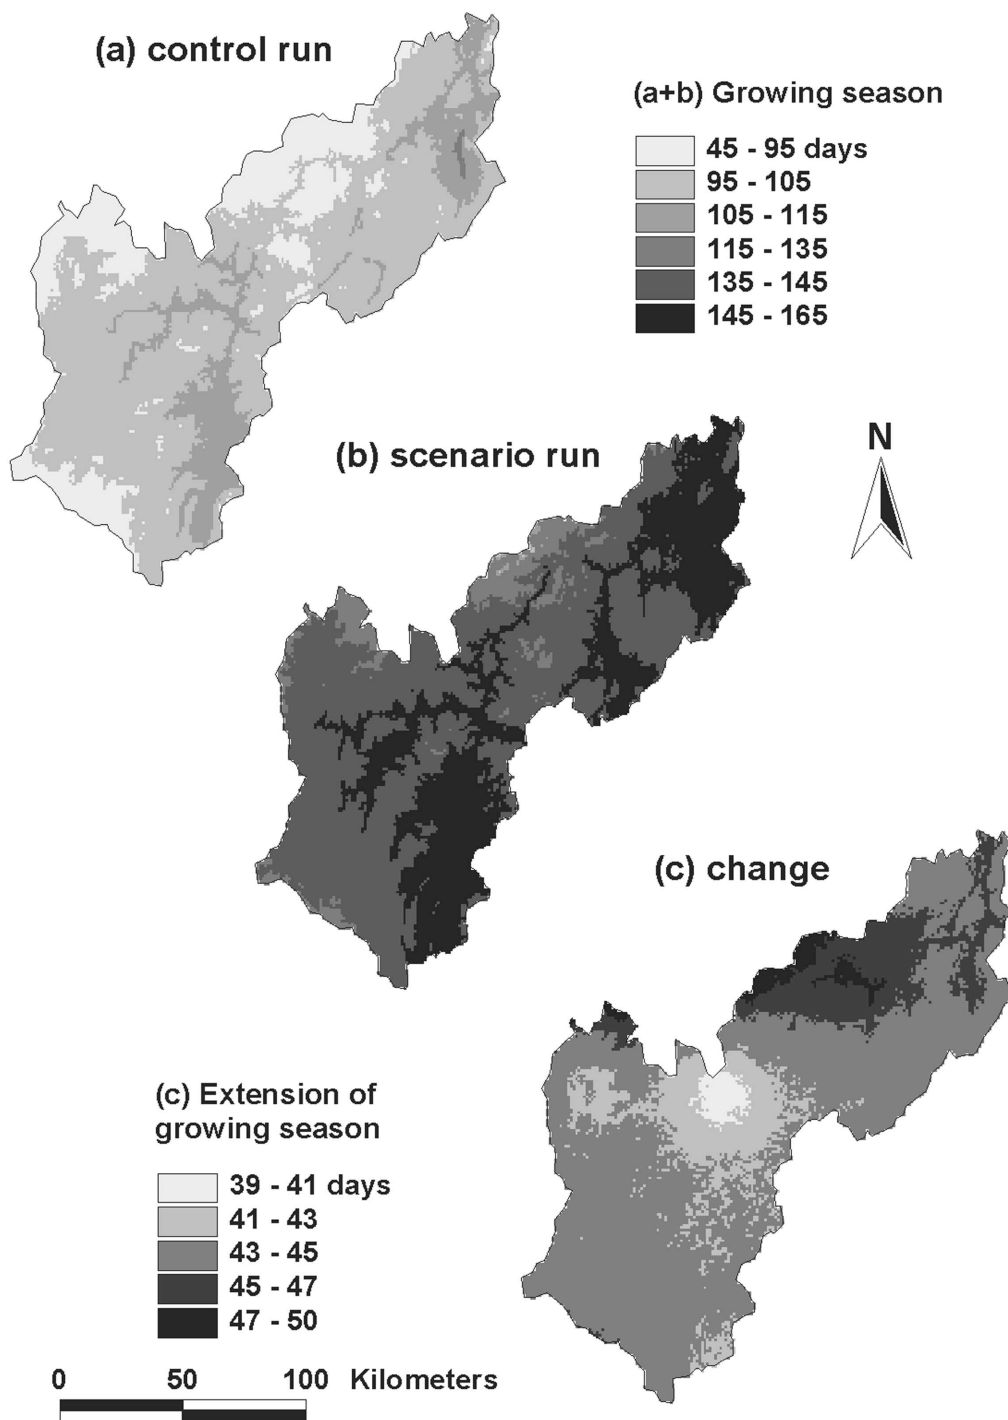 (a) control run
(a+b) Growing season
45 - 95 days
95 - 105
105 - 115
115 - 135
135 - 145
145 - 165
(b) scenario run
N
(c) change
(c) Extension of
growing season
39 - 41 days
41 - 43
43 - 45
45 - 47
47 - 50
0 50 100 Kilometers